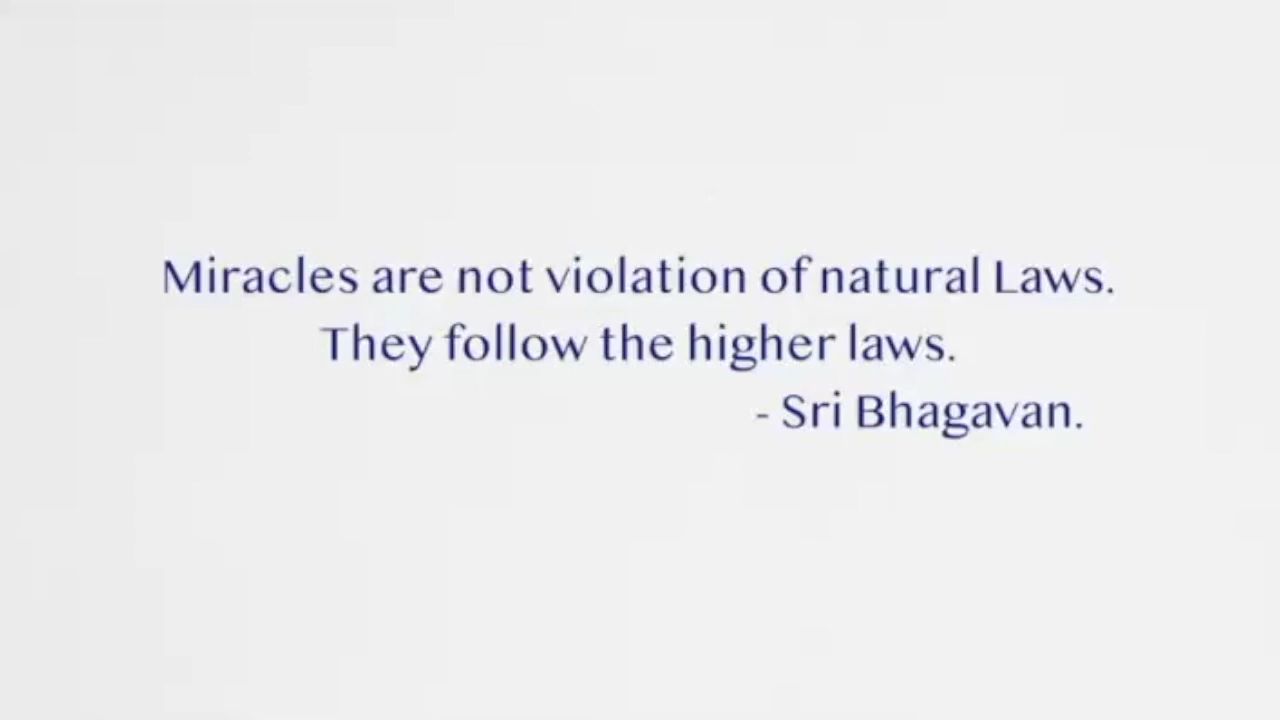 Miracles are not violation of natural Laws.
They follow the higher laws.
- Sri Bhagavan.